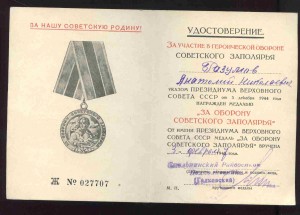 ЗА НАШУ СОВЕТСКУЮ РОДИНУ!
Ж № 027707
УДОСТОВЕРЕНИЕ
ЗА УЧАСТИЕ В ГЕРОИЧЕСКОЙ ОБОРОНЕ
СОВЕТСКОГО ЗАПОЛЯРЬЯ
Анатолий Николаевич
УКАЗОМ ПРЕЗИДИУМА ВЕРХОВНОГО
СОВЕТА СССР от 5 декабря 1944 года
НАГРАЖДЕН МЕДАЛЬЮ
„ЗА ОБОРОНУ
СОВЕТСКОГО ЗАПОЛЯРЬЯ“
ОТ ИМЕНИ ПРЕЗИДИУМА ВЕРХОВНОГО
СОВЕТА СССР МЕДАЛЬ „ЗА ОБОРОНУ
СОВЕТСКОГО ЗАПОЛЯРЬЯ“ ВРУЧЕНА
М. П.